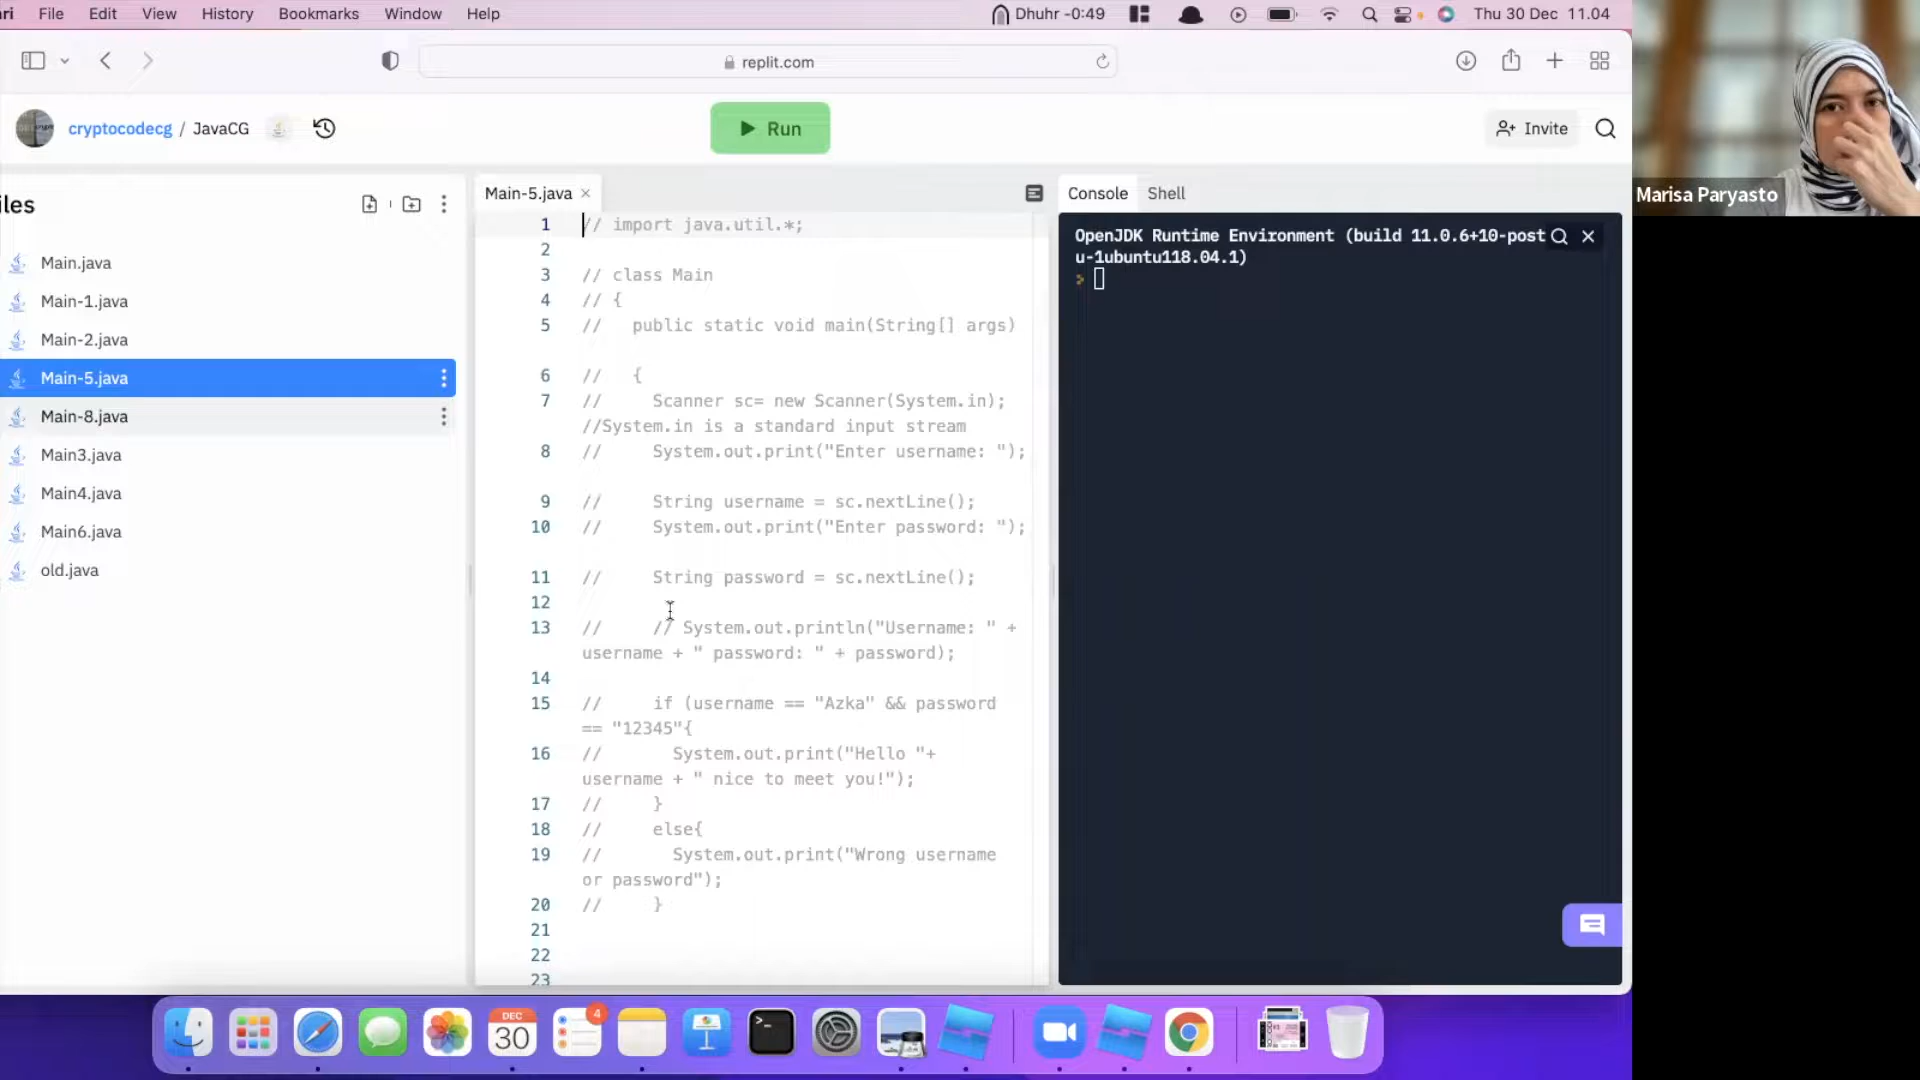 ri File Edit View History Bookmarks Window Help Dhuhr -0:49 Thu 30 Dec 11.04
replit.com
cryptocodecg / JavaCG Run Invite
iles
Main.java
Main-1.java
Main-2.java
Main-5.java
Main-8.java
Main3.java
Main4.java
Main6.java
old.java
Main-5.java
1 // import java.util.*;
2
3 // class Main
4 // {
5 //   public static void main(String[] args)
6 //   {
7 //     Scanner sc= new Scanner(System.in);
//System.in is a standard input stream
8 //     System.out.print("Enter username: ");
9 //     String username = sc.nextLine();
10 //     System.out.print("Enter password: ");
11 //     String password = sc.nextLine();
12
13 //     // System.out.println("Username: " +
username + " password: " + password);
14
15 //     if (username == "Azka" && password
== "12345"{
16 //       System.out.print("Hello "+
username + " nice to meet you!");
17 //     }
18 //     else{
19 //       System.out.print("Wrong username
or password");
20 //     }
21
22
23
Console Shell
OpenJDK Runtime Environment (build 11.0.6+10-post
u-1ubuntu118.04.1)
>
Marisa Paryasto
DEC
30
4
>_